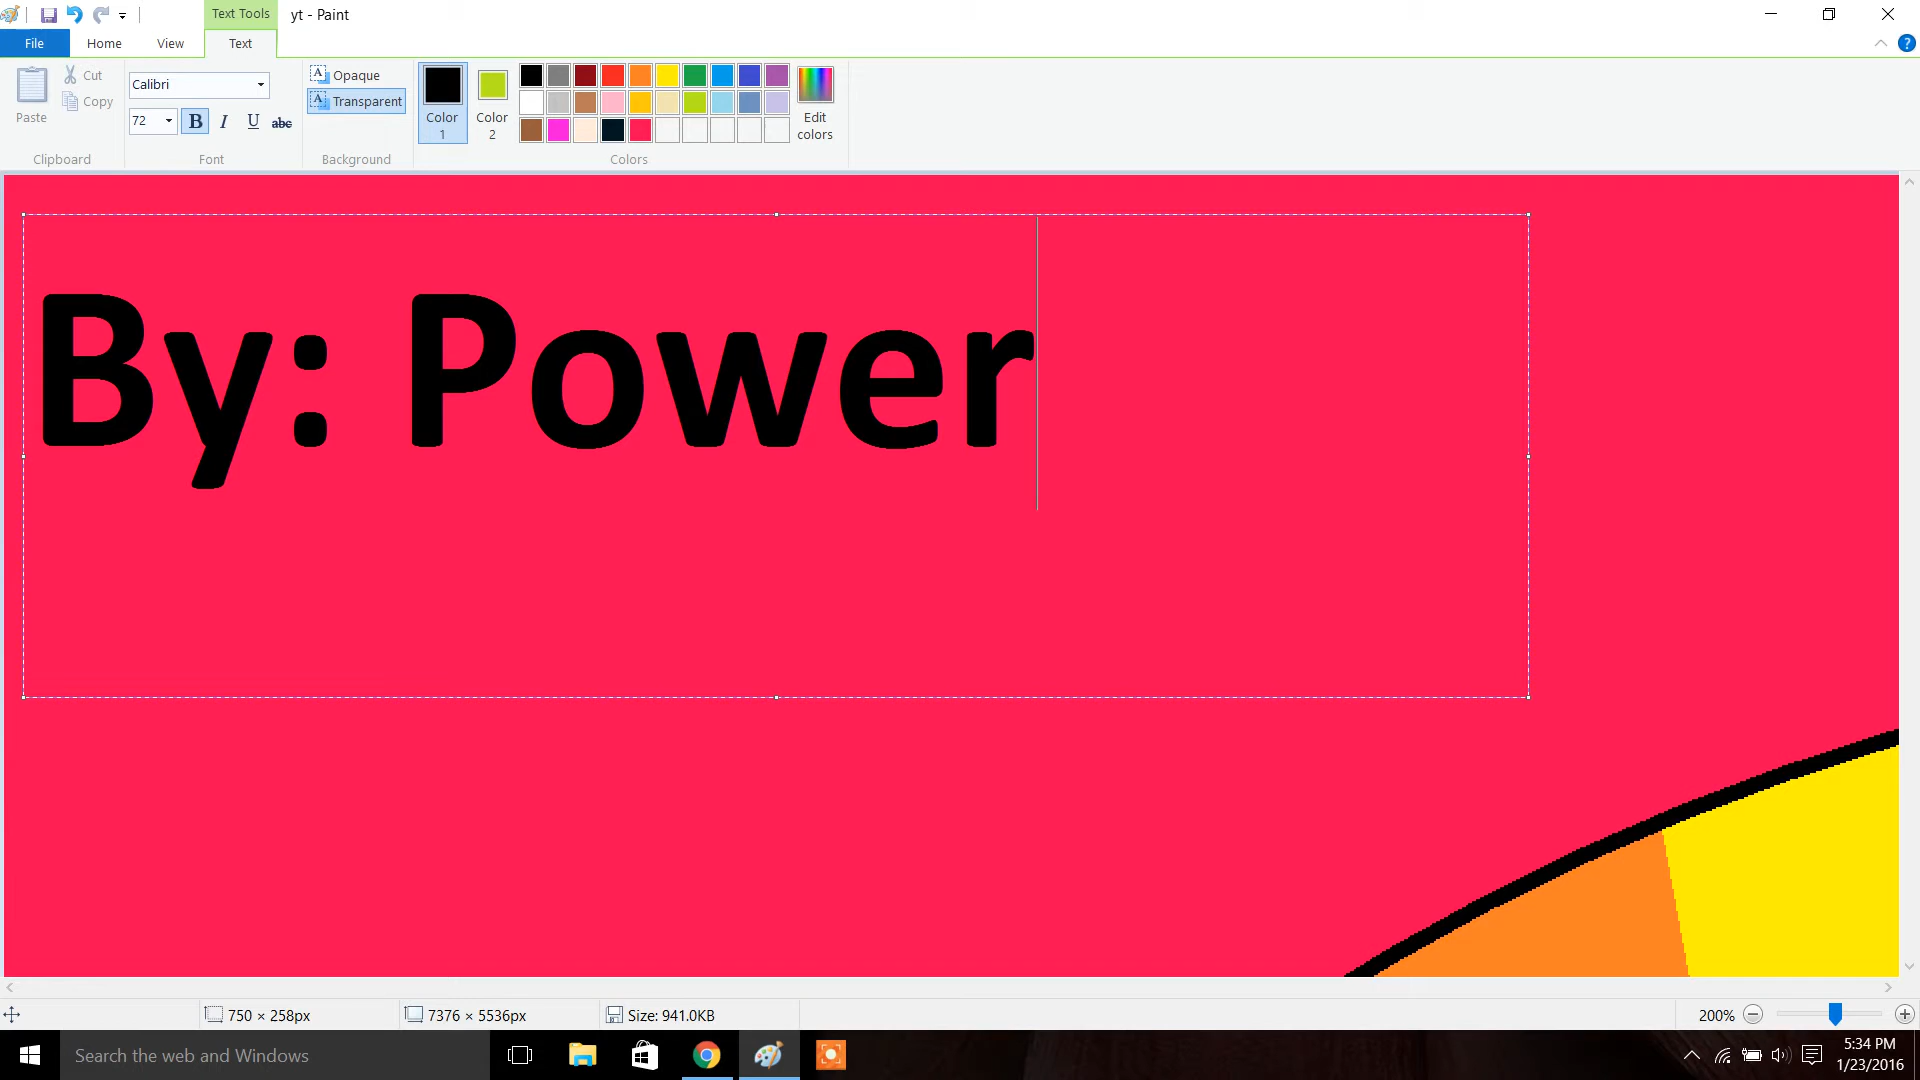 Text Tools
yt - Paint
File
Home
View
Text
Paste
Cut
Copy
Clipboard
Calibri
72
B I U abc
Font
Opaque
Transparent
Background
Color 1
Color 2
Edit colors
Colors
By: Power
750 × 258px
7376 × 5536px
Size: 941.0KB
200%
Search the web and Windows
5:34 PM
1/23/2016